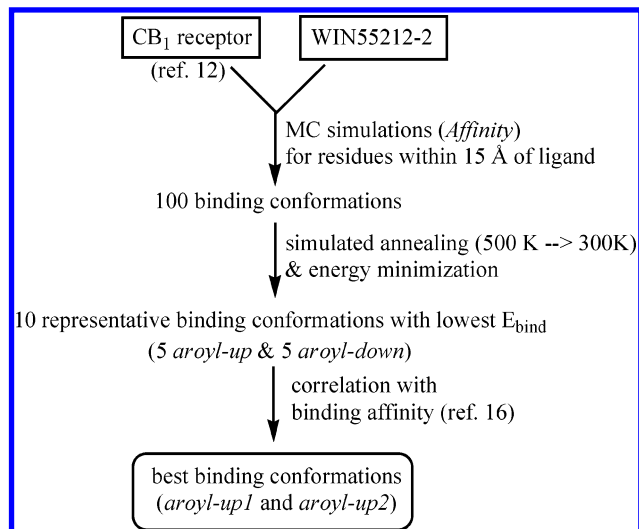 CB₁ receptor
(ref. 12)
WIN55212-2
MC simulations (Affinity)
for residues within 15 Å of ligand
100 binding conformations
simulated annealing (500 K --> 300K)
& energy minimization
10 representative binding conformations with lowest E_bind
(5 aroyl-up & 5 aroyl-down)
correlation with
binding affinity (ref. 16)
best binding conformations
(aroyl-up1 and aroyl-up2)